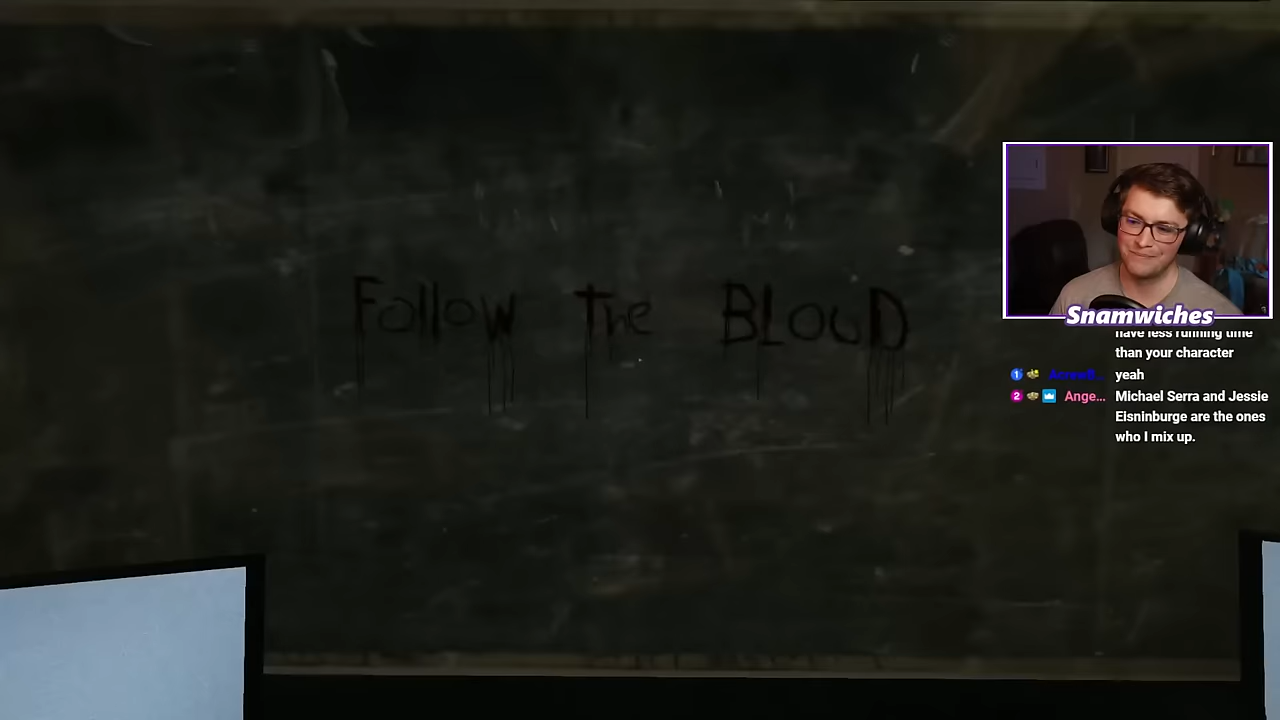 Follow The BLOOD
Snamwiches
have less running time
than your character
yeah
Ange... Michael Serra and Jessie
Eisninburge are the ones
who I mix up.